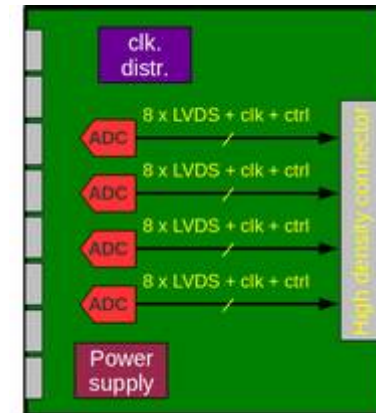 clk.
distr.
8 x LVDS + clk + ctrl
ADC
8 x LVDS + clk + ctrl
ADC
8 x LVDS + clk + ctrl
ADC
8 x LVDS + clk + ctrl
ADC
High density connector
Power
supply